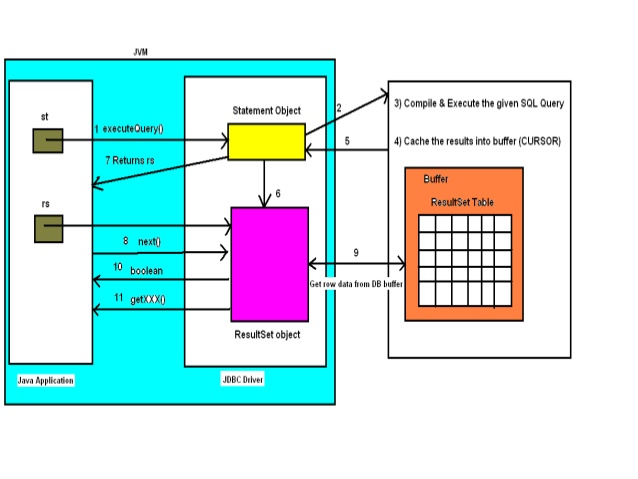 JVM
st
1 executeQuery()
Statement Object
2
3) Compile & Execute the given SQL Query
4) Cache the results into buffer (CURSOR)
5
7 Returns rs
6
Buffer
ResultSet Table
rs
8 next()
9
10 boolean
Get row data from DB buffer
11 getXXX()
ResultSet object
Java Application
JDBC Driver